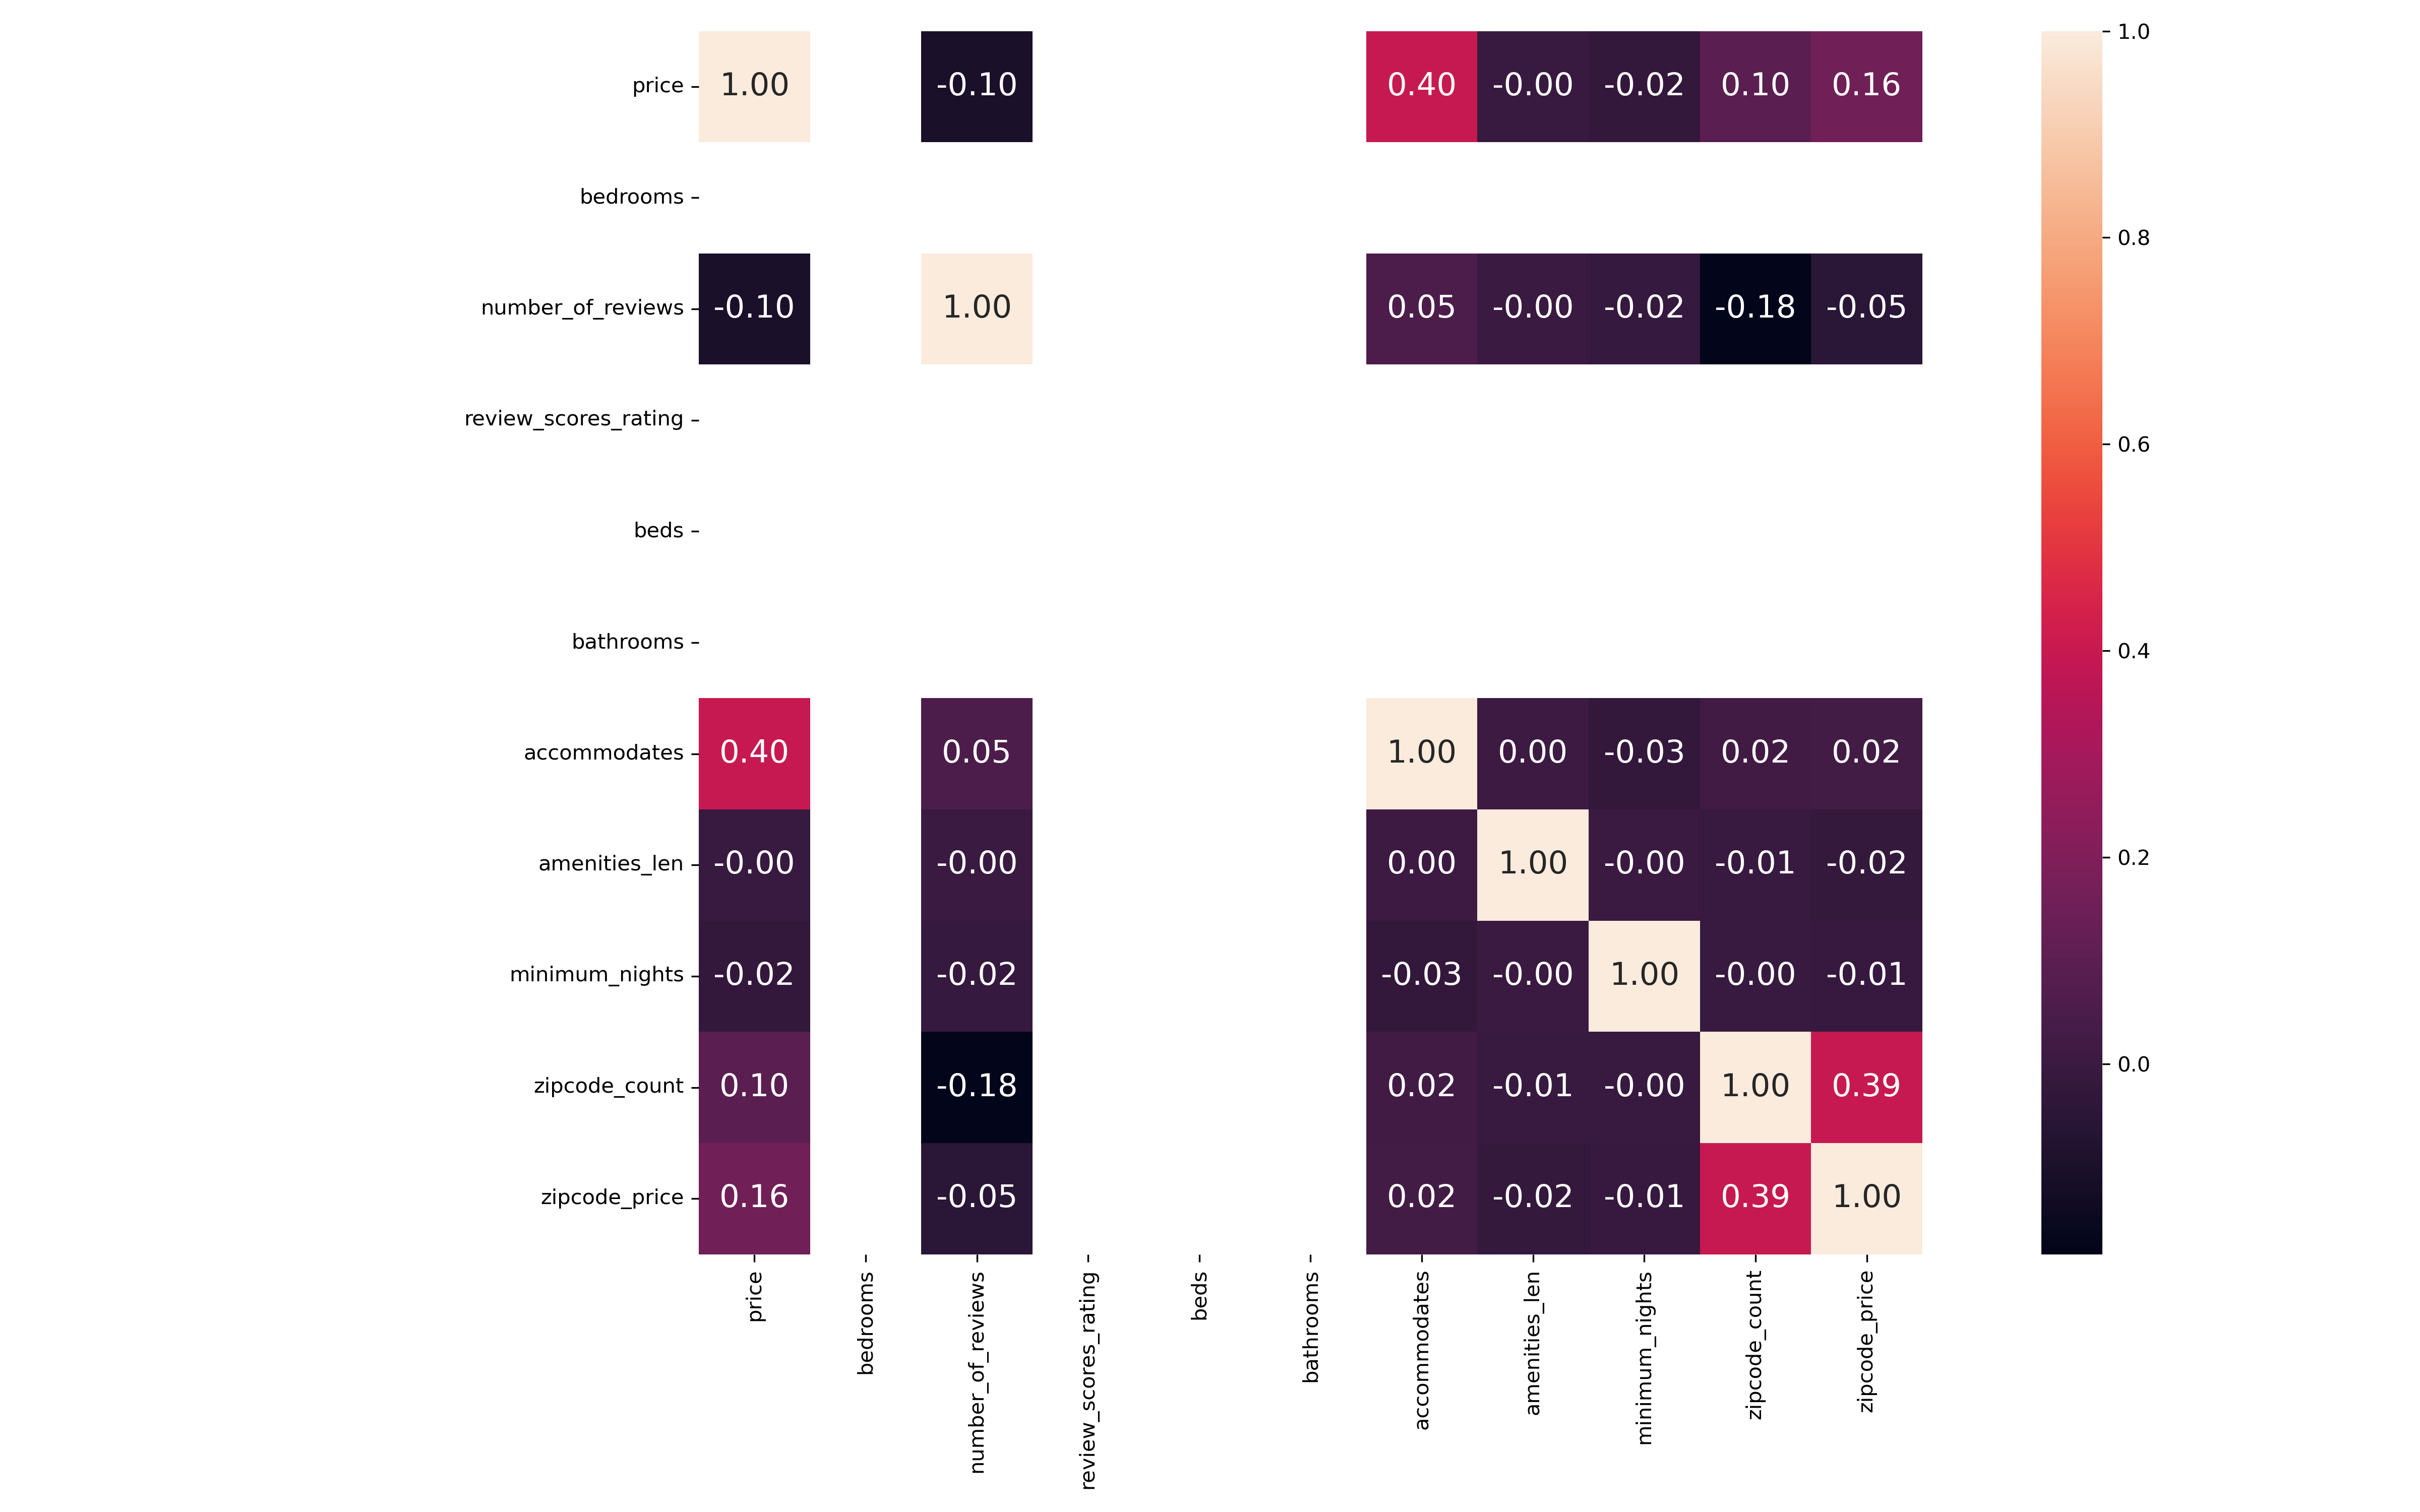 price 1.00 -0.10 0.40 -0.00 -0.02 0.10 0.16
bedrooms
number_of_reviews -0.10 1.00 0.05 -0.00 -0.02 -0.18 -0.05
review_scores_rating
beds
bathrooms
accommodates 0.40 0.05 1.00 0.00 -0.03 0.02 0.02
amenities_len -0.00 -0.00 0.00 1.00 -0.00 -0.01 -0.02
minimum_nights -0.02 -0.02 -0.03 -0.00 1.00 -0.00 -0.01
zipcode_count 0.10 -0.18 0.02 -0.01 -0.00 1.00 0.39
zipcode_price 0.16 -0.05 0.02 -0.02 -0.01 0.39 1.00
price
bedrooms
number_of_reviews
review_scores_rating
beds
bathrooms
accommodates
amenities_len
minimum_nights
zipcode_count
zipcode_price
1.0
0.8
0.6
0.4
0.2
0.0